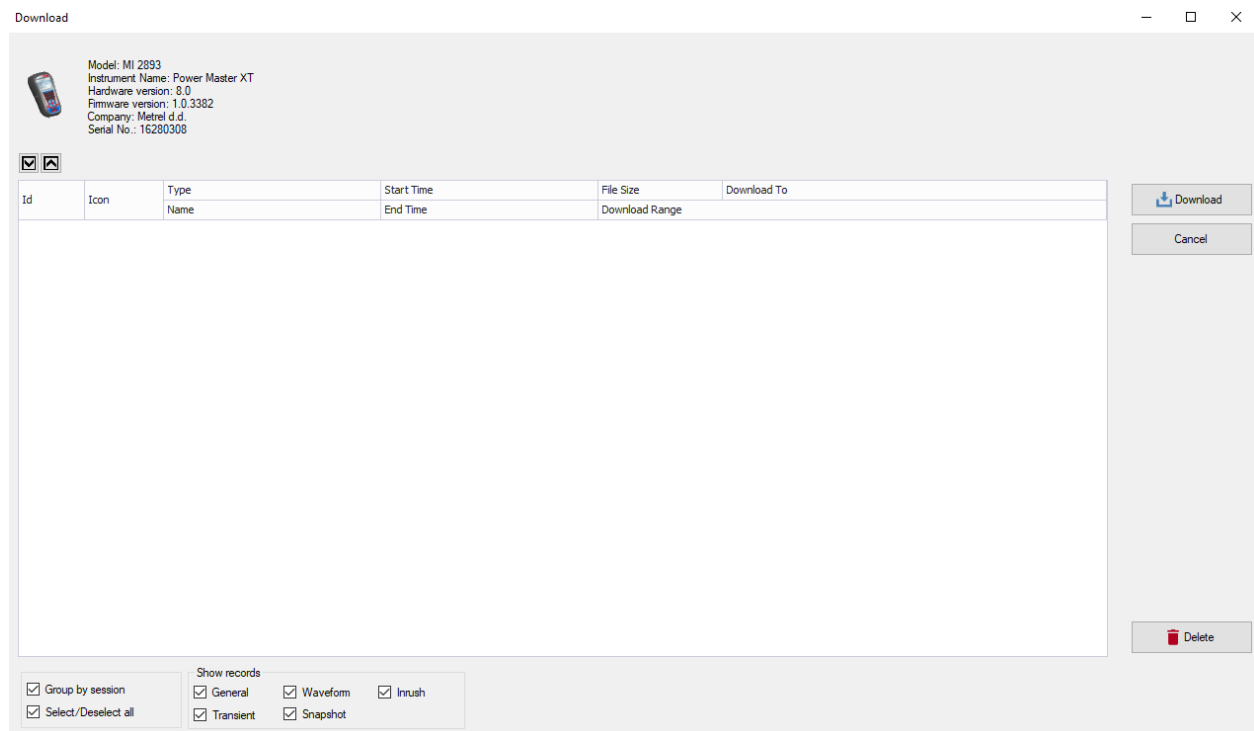 Download
Model: MI 2893
Instrument Name: Power Master XT
Hardware version: 8.0
Firmware version: 1.0.3382
Company: Metrel d.d.
Serial No.: 16280308
Id Icon Type Start Time File Size Download To
Name End Time Download Range
Download
Cancel
Delete
Show records
Group by session General Waveform Inrush
Select/Deselect all Transient Snapshot